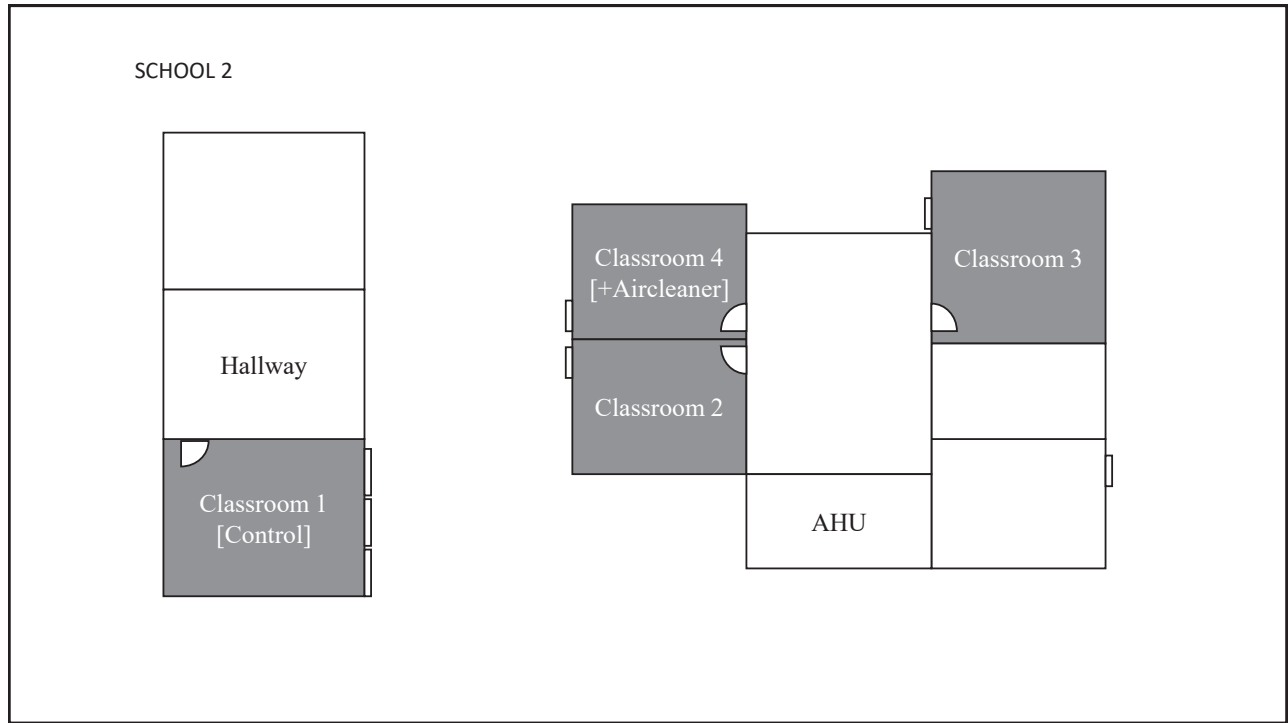 SCHOOL 2
Hallway
Classroom 1
[Control]
Classroom 4
[+Aircleaner]
Classroom 2
AHU
Classroom 3